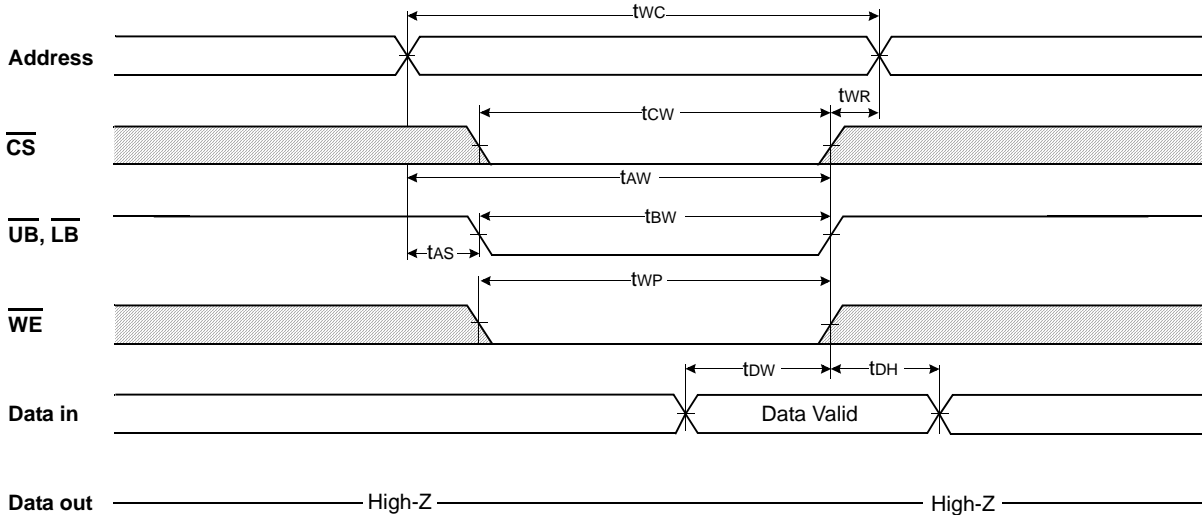 tWC
Address
tCW
tWR
CS
tAW
UB, LB
tBW
tAS
tWP
WE
tDW
tDH
Data in
Data Valid
Data out
High-Z
High-Z